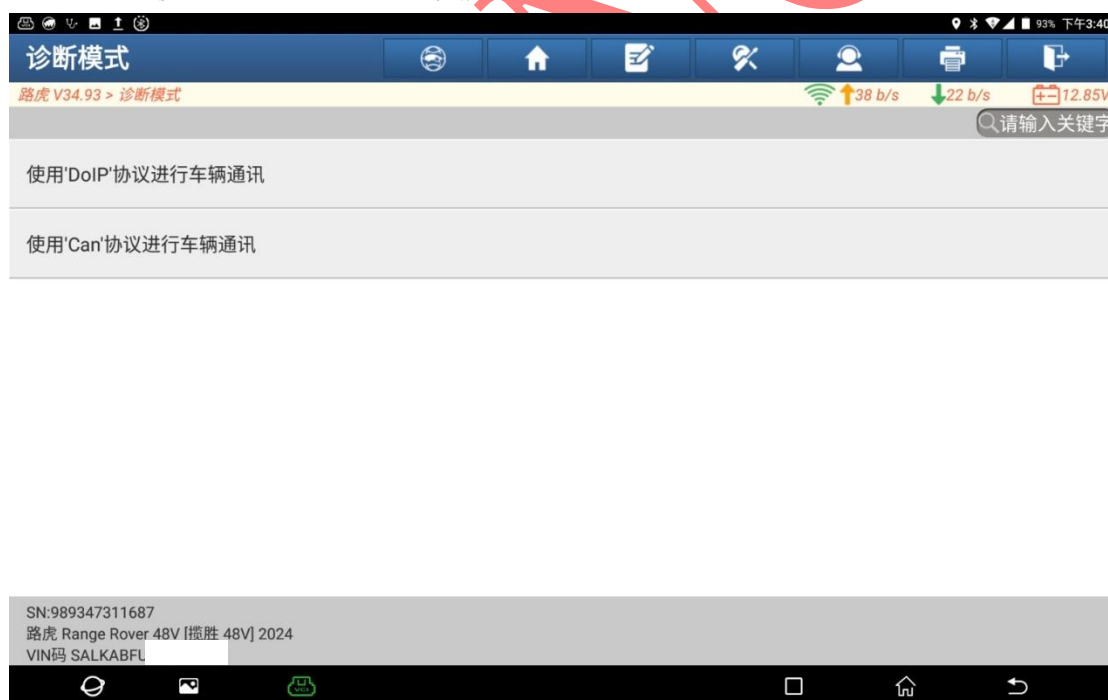 93% 下午3:40
诊断模式
路虎 V34.93 > 诊断模式
38 b/s
22 b/s
12.85V
请输入关键字
使用'DoIP'协议进行车辆通讯
使用'Can'协议进行车辆通讯
SN:989347311687
路虎 Range Rover 48V [揽胜 48V] 2024
VIN码 SALKABFU
VCI